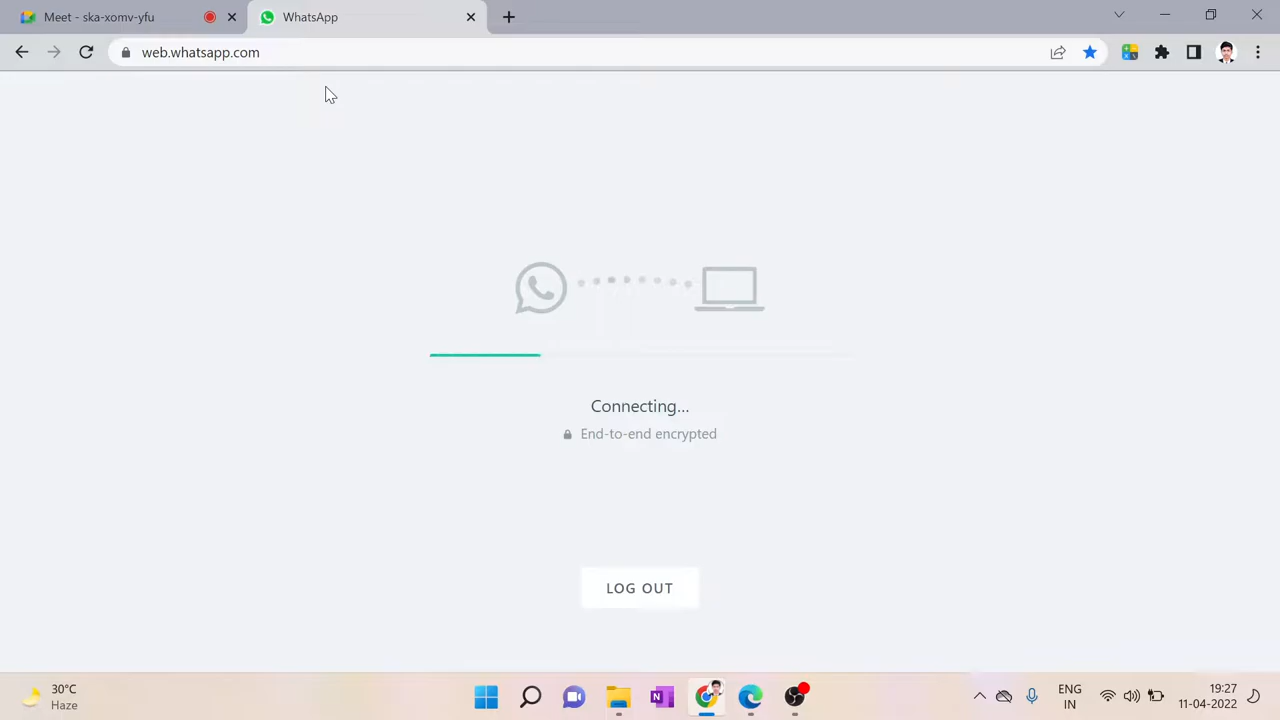 Meet - ska-xomv-yfu
WhatsApp
web.whatsapp.com
Connecting...
End-to-end encrypted
LOG OUT
30°C
Haze
ENG
IN
19:27
11-04-2022